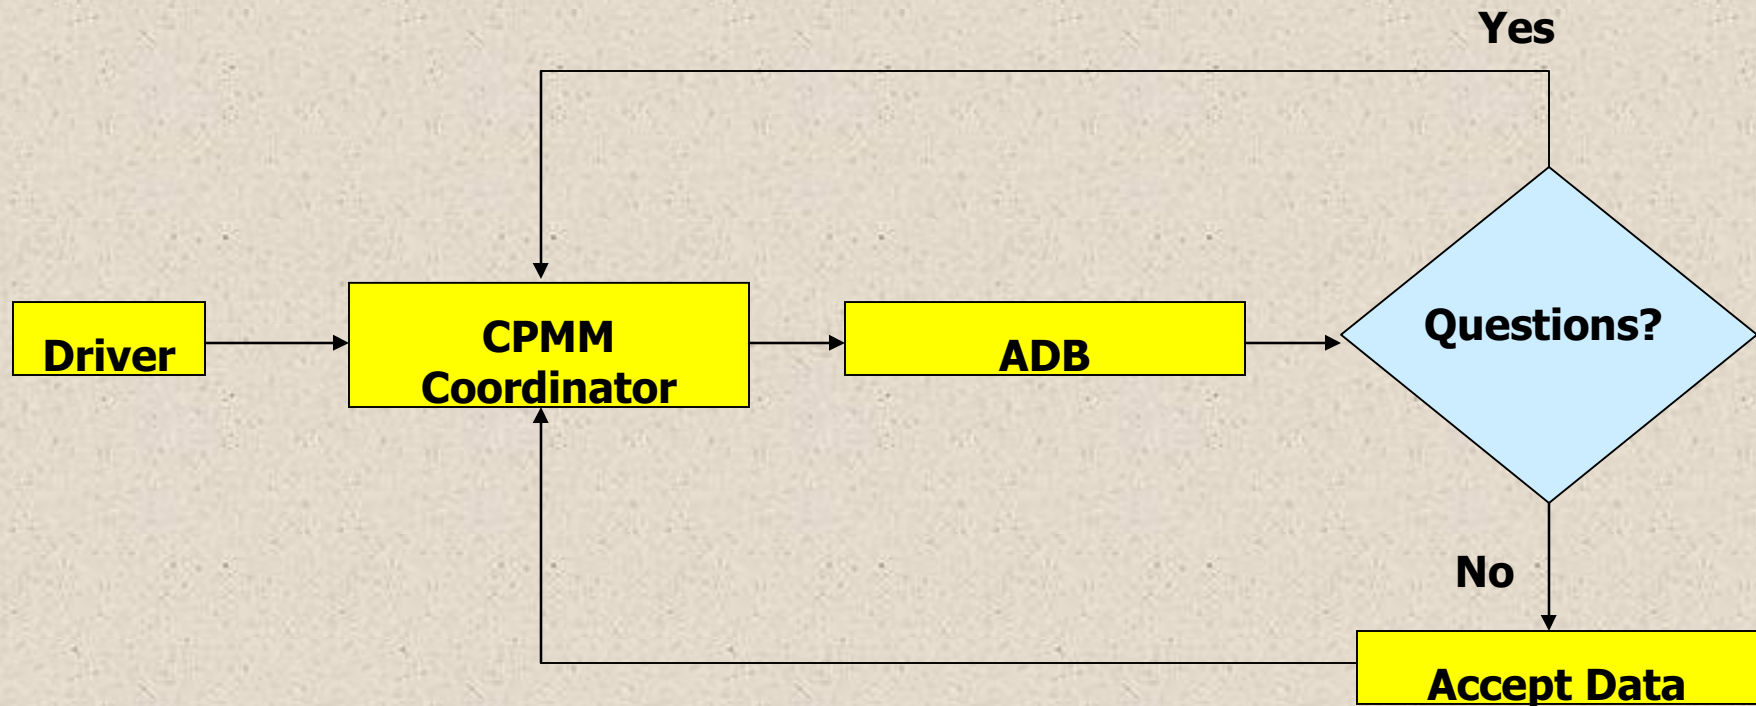 Yes
Driver
CPMM
Coordinator
ADB
Questions?
No
Accept Data